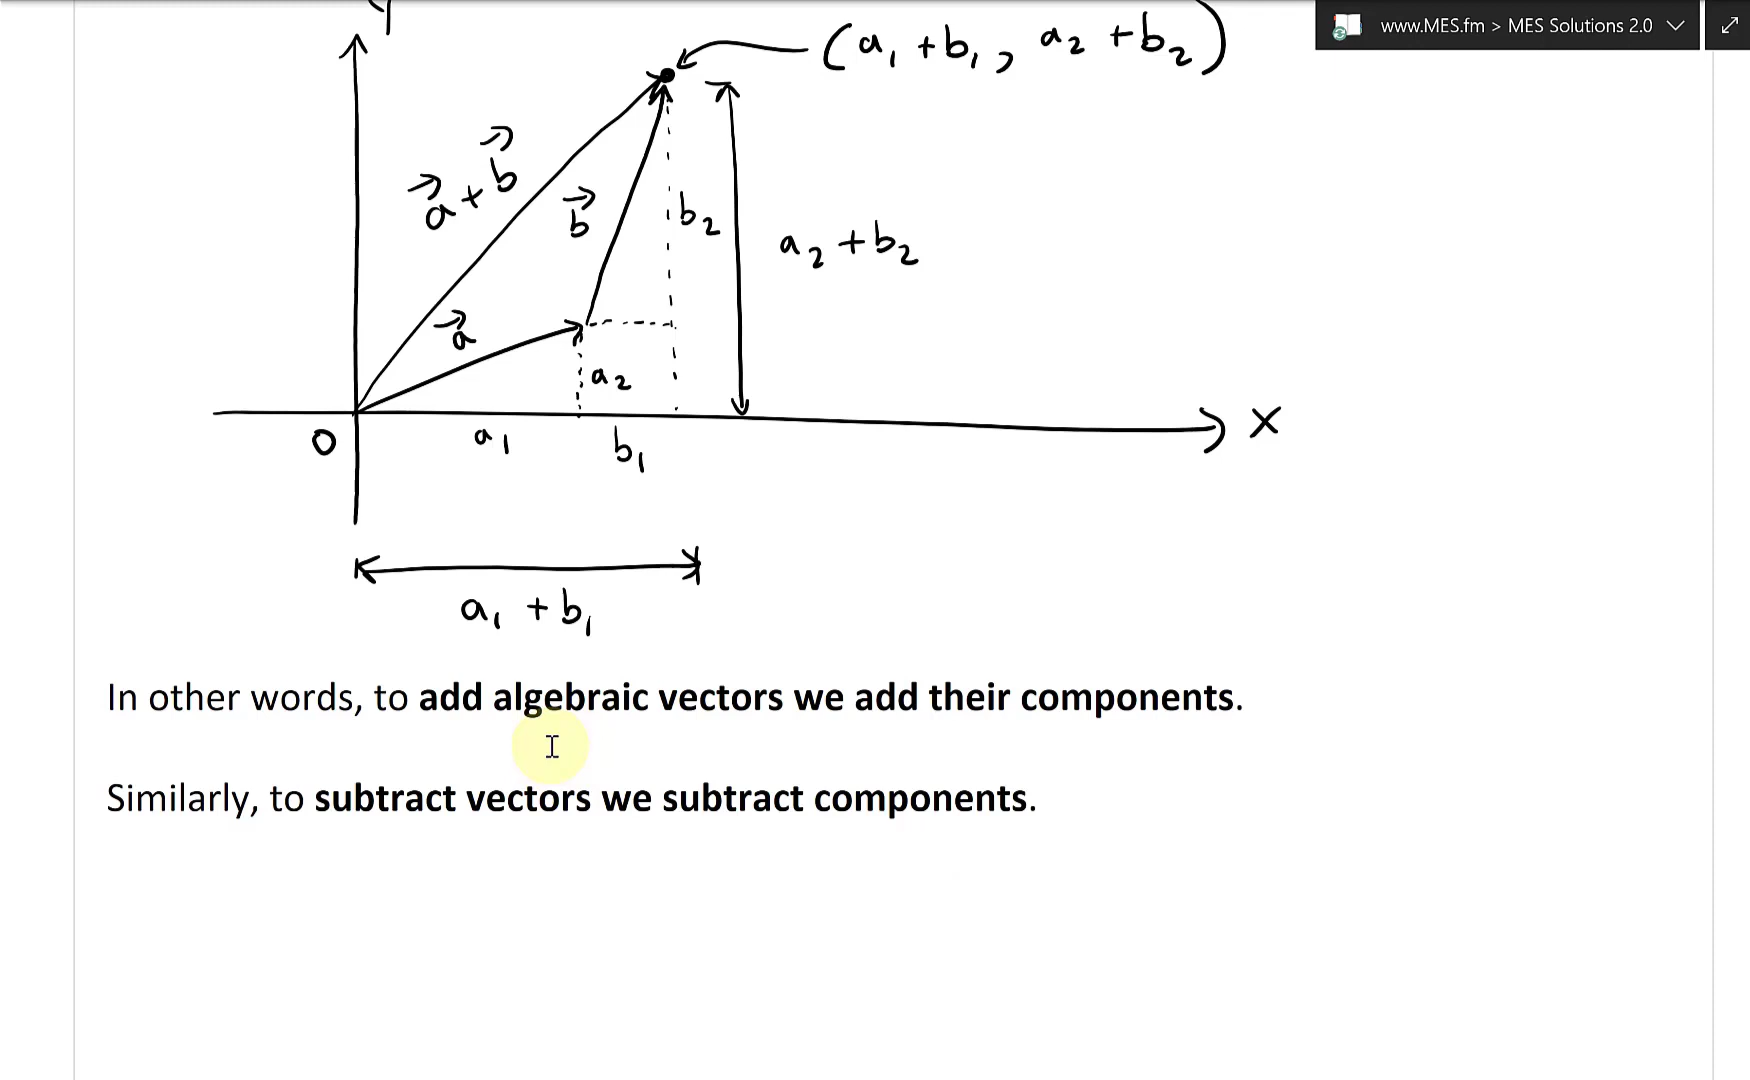 y
www.MES.fm > MES Solutions 2.0
(a₁ + b₁, a₂ + b₂)
a⃗ + b⃗
b⃗
b₂
a₂ + b₂
a⃗
a₂
x
O
a₁
b₁
a₁ + b₁
In other words, to add algebraic vectors we add their components.
Similarly, to subtract vectors we subtract components.